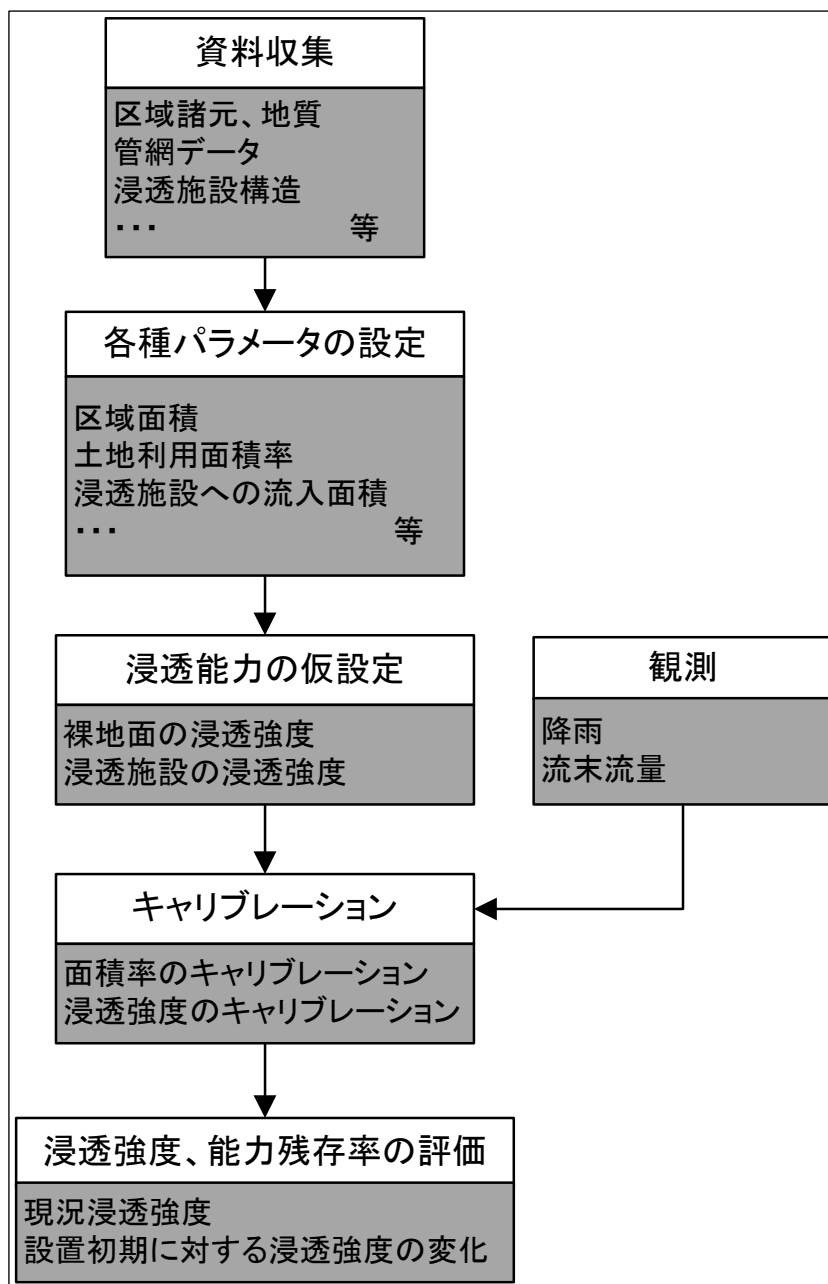 資料収集
区域諸元、地質
管網データ
浸透施設構造
・・・ 等
各種パラメータの設定
区域面積
土地利用面積率
浸透施設への流入面積
・・・ 等
浸透能力の仮設定
裸地面の浸透強度
浸透施設の浸透強度
観測
降雨
流末流量
キャリブレーション
面積率のキャリブレーション
浸透強度のキャリブレーション
浸透強度、能力残存率の評価
現況浸透強度
設置初期に対する浸透強度の変化